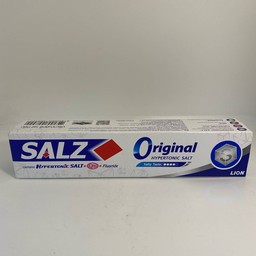 SALZ
Original
HYPERTONIC SALT
HYPERTONIC SALT + + Fluoride
LION